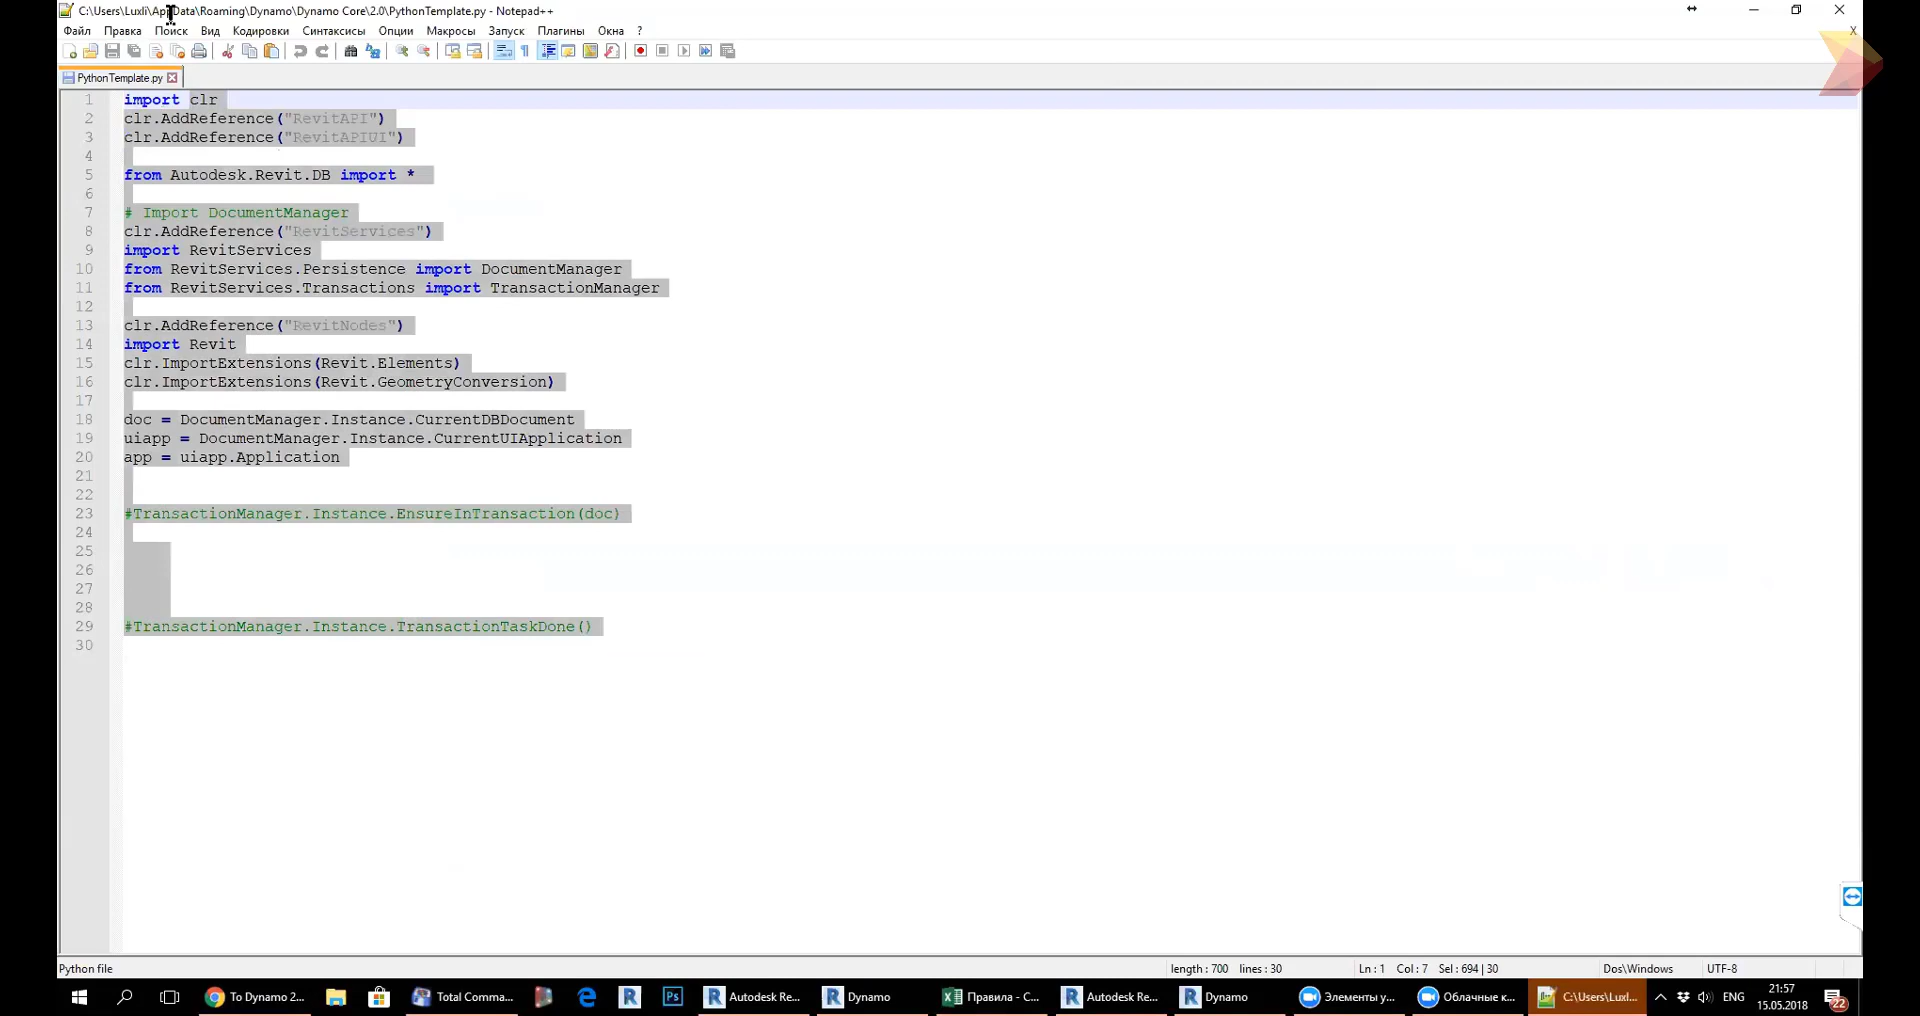 C:\Users\Luxli\AppData\Roaming\Dynamo\Dynamo Core\2.0\PythonTemplate.py - Notepad++
Файл Правка Поиск Вид Кодировки Синтаксисы Опции Макросы Запуск Плагины Окна ? X
PythonTemplate.py
1 import clr
2 clr.AddReference("RevitAPI")
3 clr.AddReference("RevitAPIUI")
4
5 from Autodesk.Revit.DB import *
6
7 # Import DocumentManager
8 clr.AddReference("RevitServices")
9 import RevitServices
10 from RevitServices.Persistence import DocumentManager
11 from RevitServices.Transactions import TransactionManager
12
13 clr.AddReference("RevitNodes")
14 import Revit
15 clr.ImportExtensions(Revit.Elements)
16 clr.ImportExtensions(Revit.GeometryConversion)
17
18 doc = DocumentManager.Instance.CurrentDBDocument
19 uiapp = DocumentManager.Instance.CurrentUIApplication
20 app = uiapp.Application
21
22
23 #TransactionManager.Instance.EnsureInTransaction(doc)
24
25
26
27
28
29 #TransactionManager.Instance.TransactionTaskDone()
30
Python file length : 700 lines : 30 Ln : 1 Col : 7 Sel : 694 | 30 Dos\Windows UTF-8
To Dynamo 2... Total Comma... Ps Autodesk Re... Dynamo Правила - С... Autodesk Re... Dynamo Элементы у... Облачные к... C:\Users\Luxl... ENG 21:57
15.05.2018 22